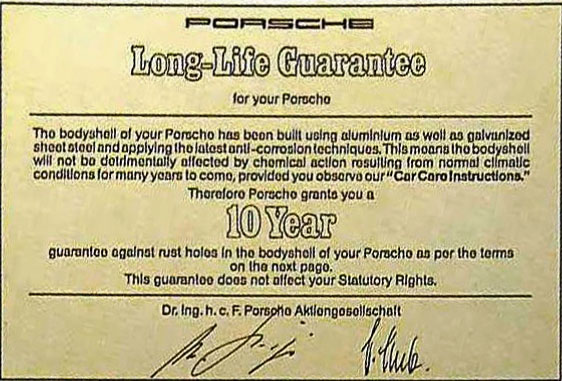 PORSCHE
Long-Life Guarantee
for your Porsche
The bodyshell of your Porsche has been built using aluminium as well as galvanized
sheet steel and applying the latest anti-corrosion techniques. This means the bodyshell
will not be detrimentally affected by chemical action resulting from normal climatic
conditions for many years to come, provided you observe our "Car Care Instructions."
Therefore Porsche grants you a
10 Year
guarantee against rust holes in the bodyshell of your Porsche as per the terms
on the next page.
This guarantee does not affect your Statutory Rights.
Dr. Ing. h. c. F. Porsche Aktiengesellschaft